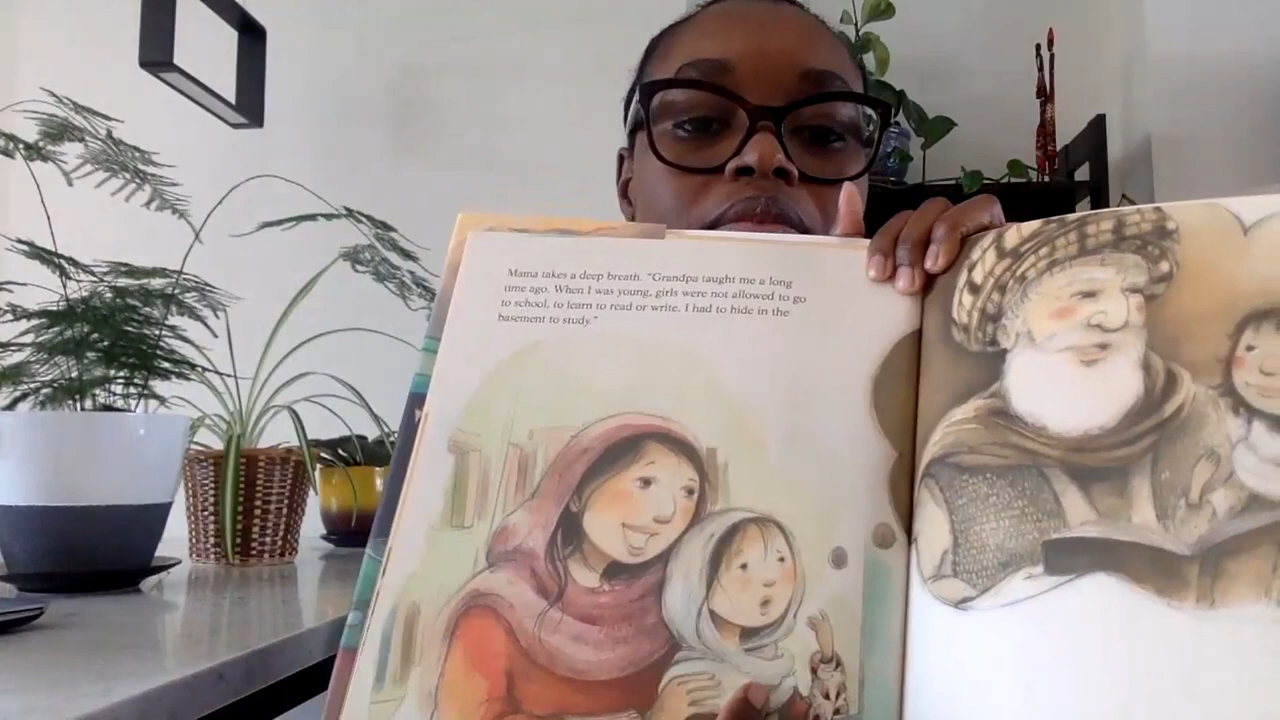 Mama takes a deep breath. “Grandpa taught me a long
time ago. When I was young, girls were not allowed to go
to school, to learn to read or write. I had to hide in the
basement to study.”